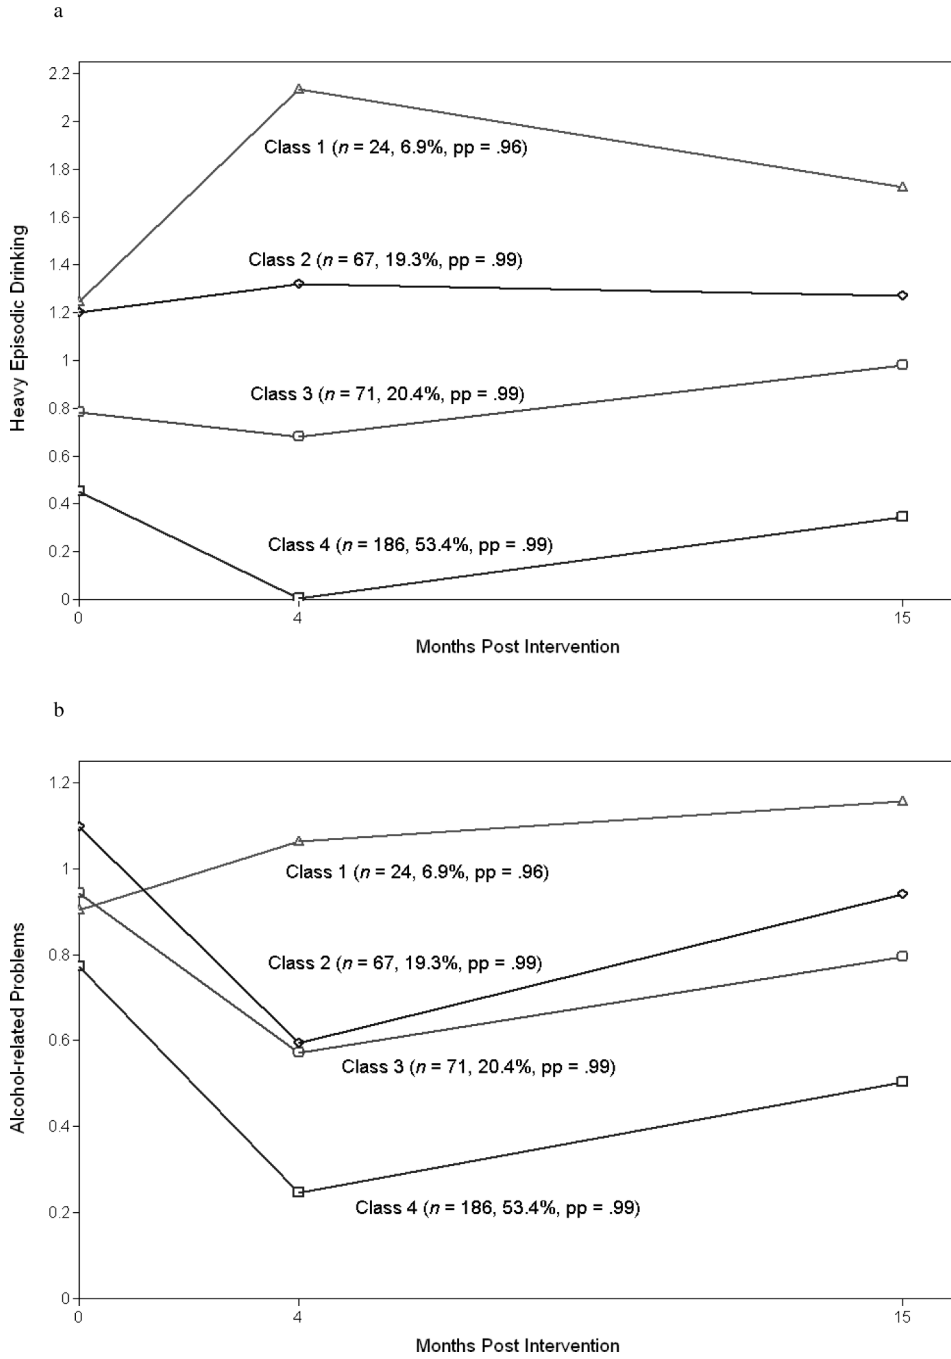 a
2.2
2
Class 1 (n = 24, 6.9%, pp = .96)
1.8
1.6
1.4
Class 2 (n = 67, 19.3%, pp = .99)
1.2
Heavy Episodic Drinking
1
Class 3 (n = 71, 20.4%, pp = .99)
0.8
0.6
0.4
Class 4 (n = 186, 53.4%, pp = .99)
0.2
0
0 4 15
Months Post Intervention
b
1.2
1
Class 1 (n = 24, 6.9%, pp = .96)
0.8
Class 2 (n = 67, 19.3%, pp = .99)
Alcohol-related Problems
0.6
Class 3 (n = 71, 20.4%, pp = .99)
0.4
0.2
Class 4 (n = 186, 53.4%, pp = .99)
0
0 4 15
Months Post Intervention